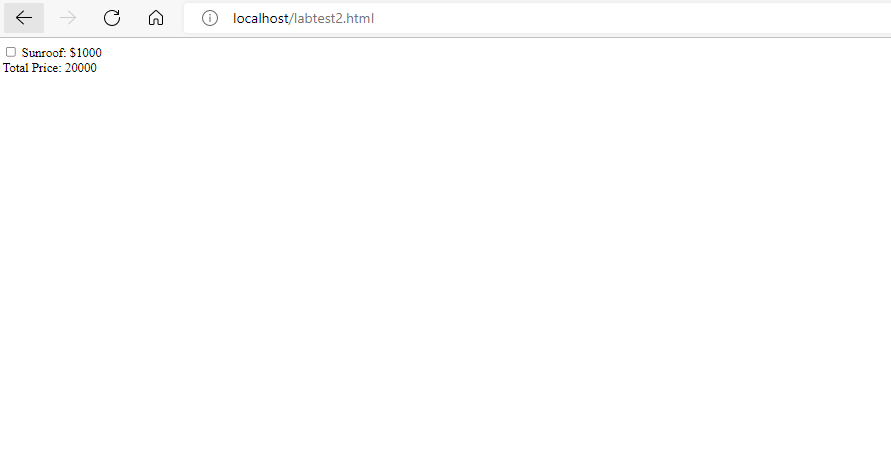 localhost/labtest2.html
Sunroof: $1000
Total Price: 20000